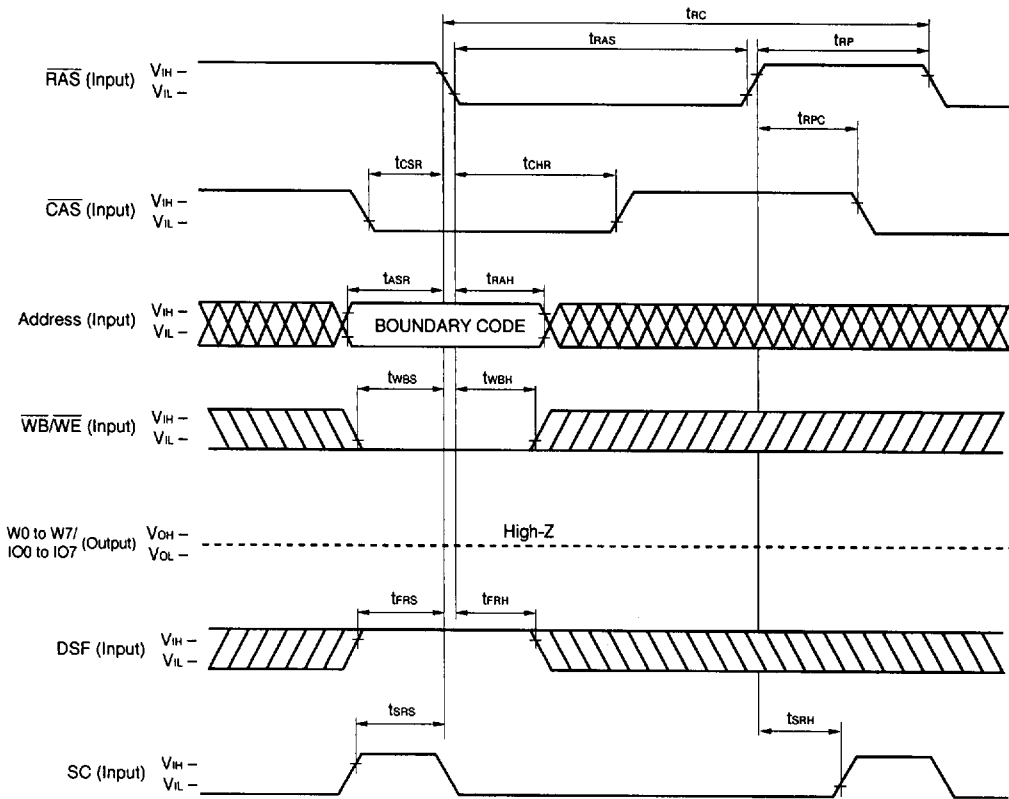 tRC
tRAS
tRP
RAS (Input)
VIH –
VIL –
tRPC
tCSR
tCHR
CAS (Input)
VIH –
VIL –
tASR
tRAH
Address (Input)
VIH –
VIL –
BOUNDARY CODE
tWBS
tWBH
WB/WE (Input)
VIH –
VIL –
High-Z
W0 to W7/
IO0 to IO7 (Output)
VOH –
VOL –
tFRS
tFRH
DSF (Input)
VIH –
VIL –
tSRS
tSRH
SC (Input)
VIH –
VIL –